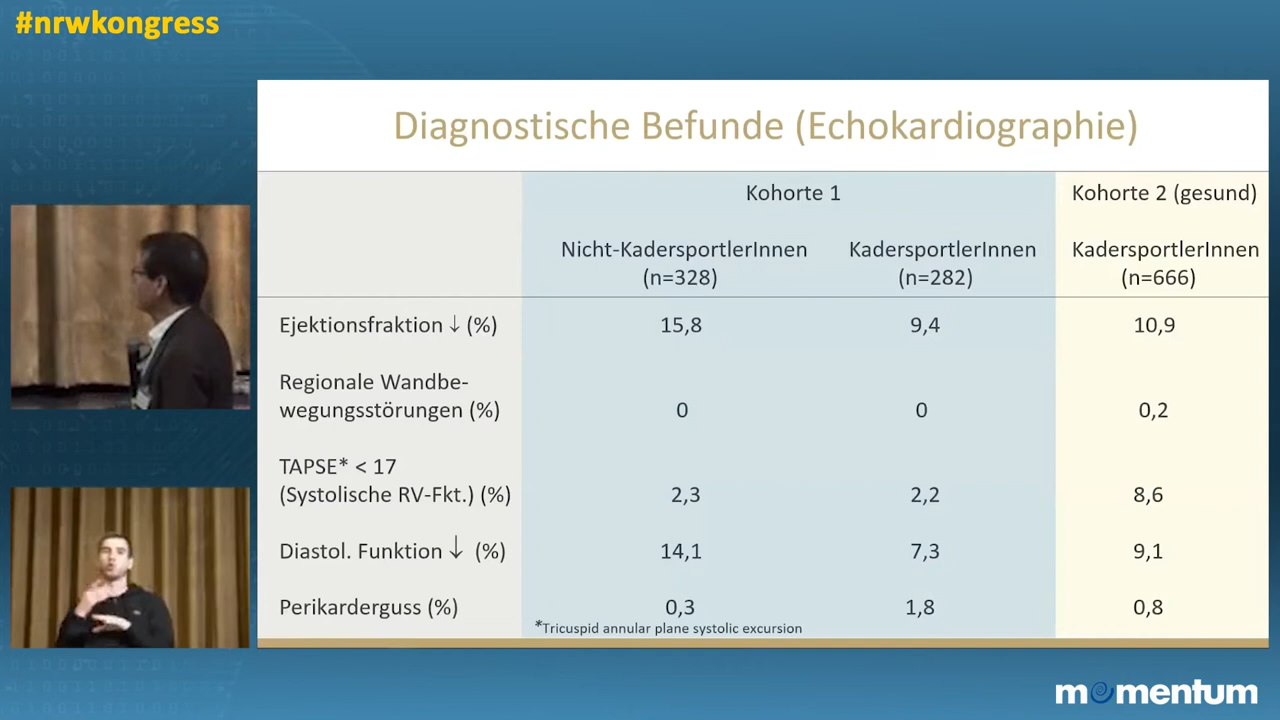 #nrwkongress
Diagnostische Befunde (Echokardiographie)
Kohorte 1
Kohorte 2 (gesund)
Nicht-KadersportlerInnen
(n=328)
KadersportlerInnen
(n=282)
KadersportlerInnen
(n=666)
Ejektionsfraktion ↓ (%) 15,8 9,4 10,9
Regionale Wandbe-
wegungsstörungen (%) 0 0 0,2
TAPSE* < 17
(Systolische RV-Fkt.) (%) 2,3 2,2 8,6
Diastol. Funktion ↓ (%) 14,1 7,3 9,1
Perikarderguss (%) 0,3 1,8 0,8
*Tricuspid annular plane systolic excursion
momentum